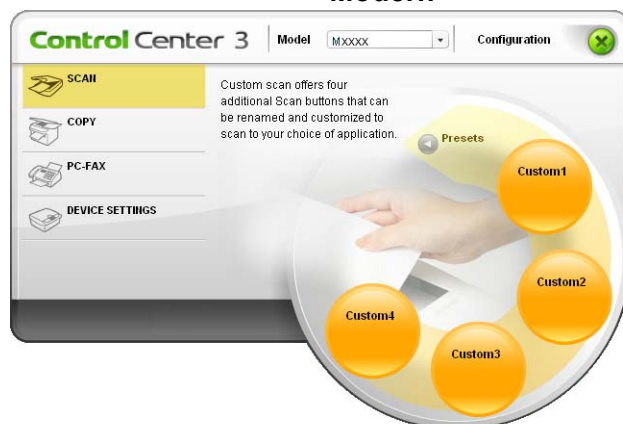 Control Center 3
Model
MXXXX
Configuration
SCAN
COPY
PC-FAX
DEVICE SETTINGS
Custom scan offers four
additional Scan buttons that can
be renamed and customized to
scan to your choice of application.
Presets
Custom1
Custom2
Custom3
Custom4